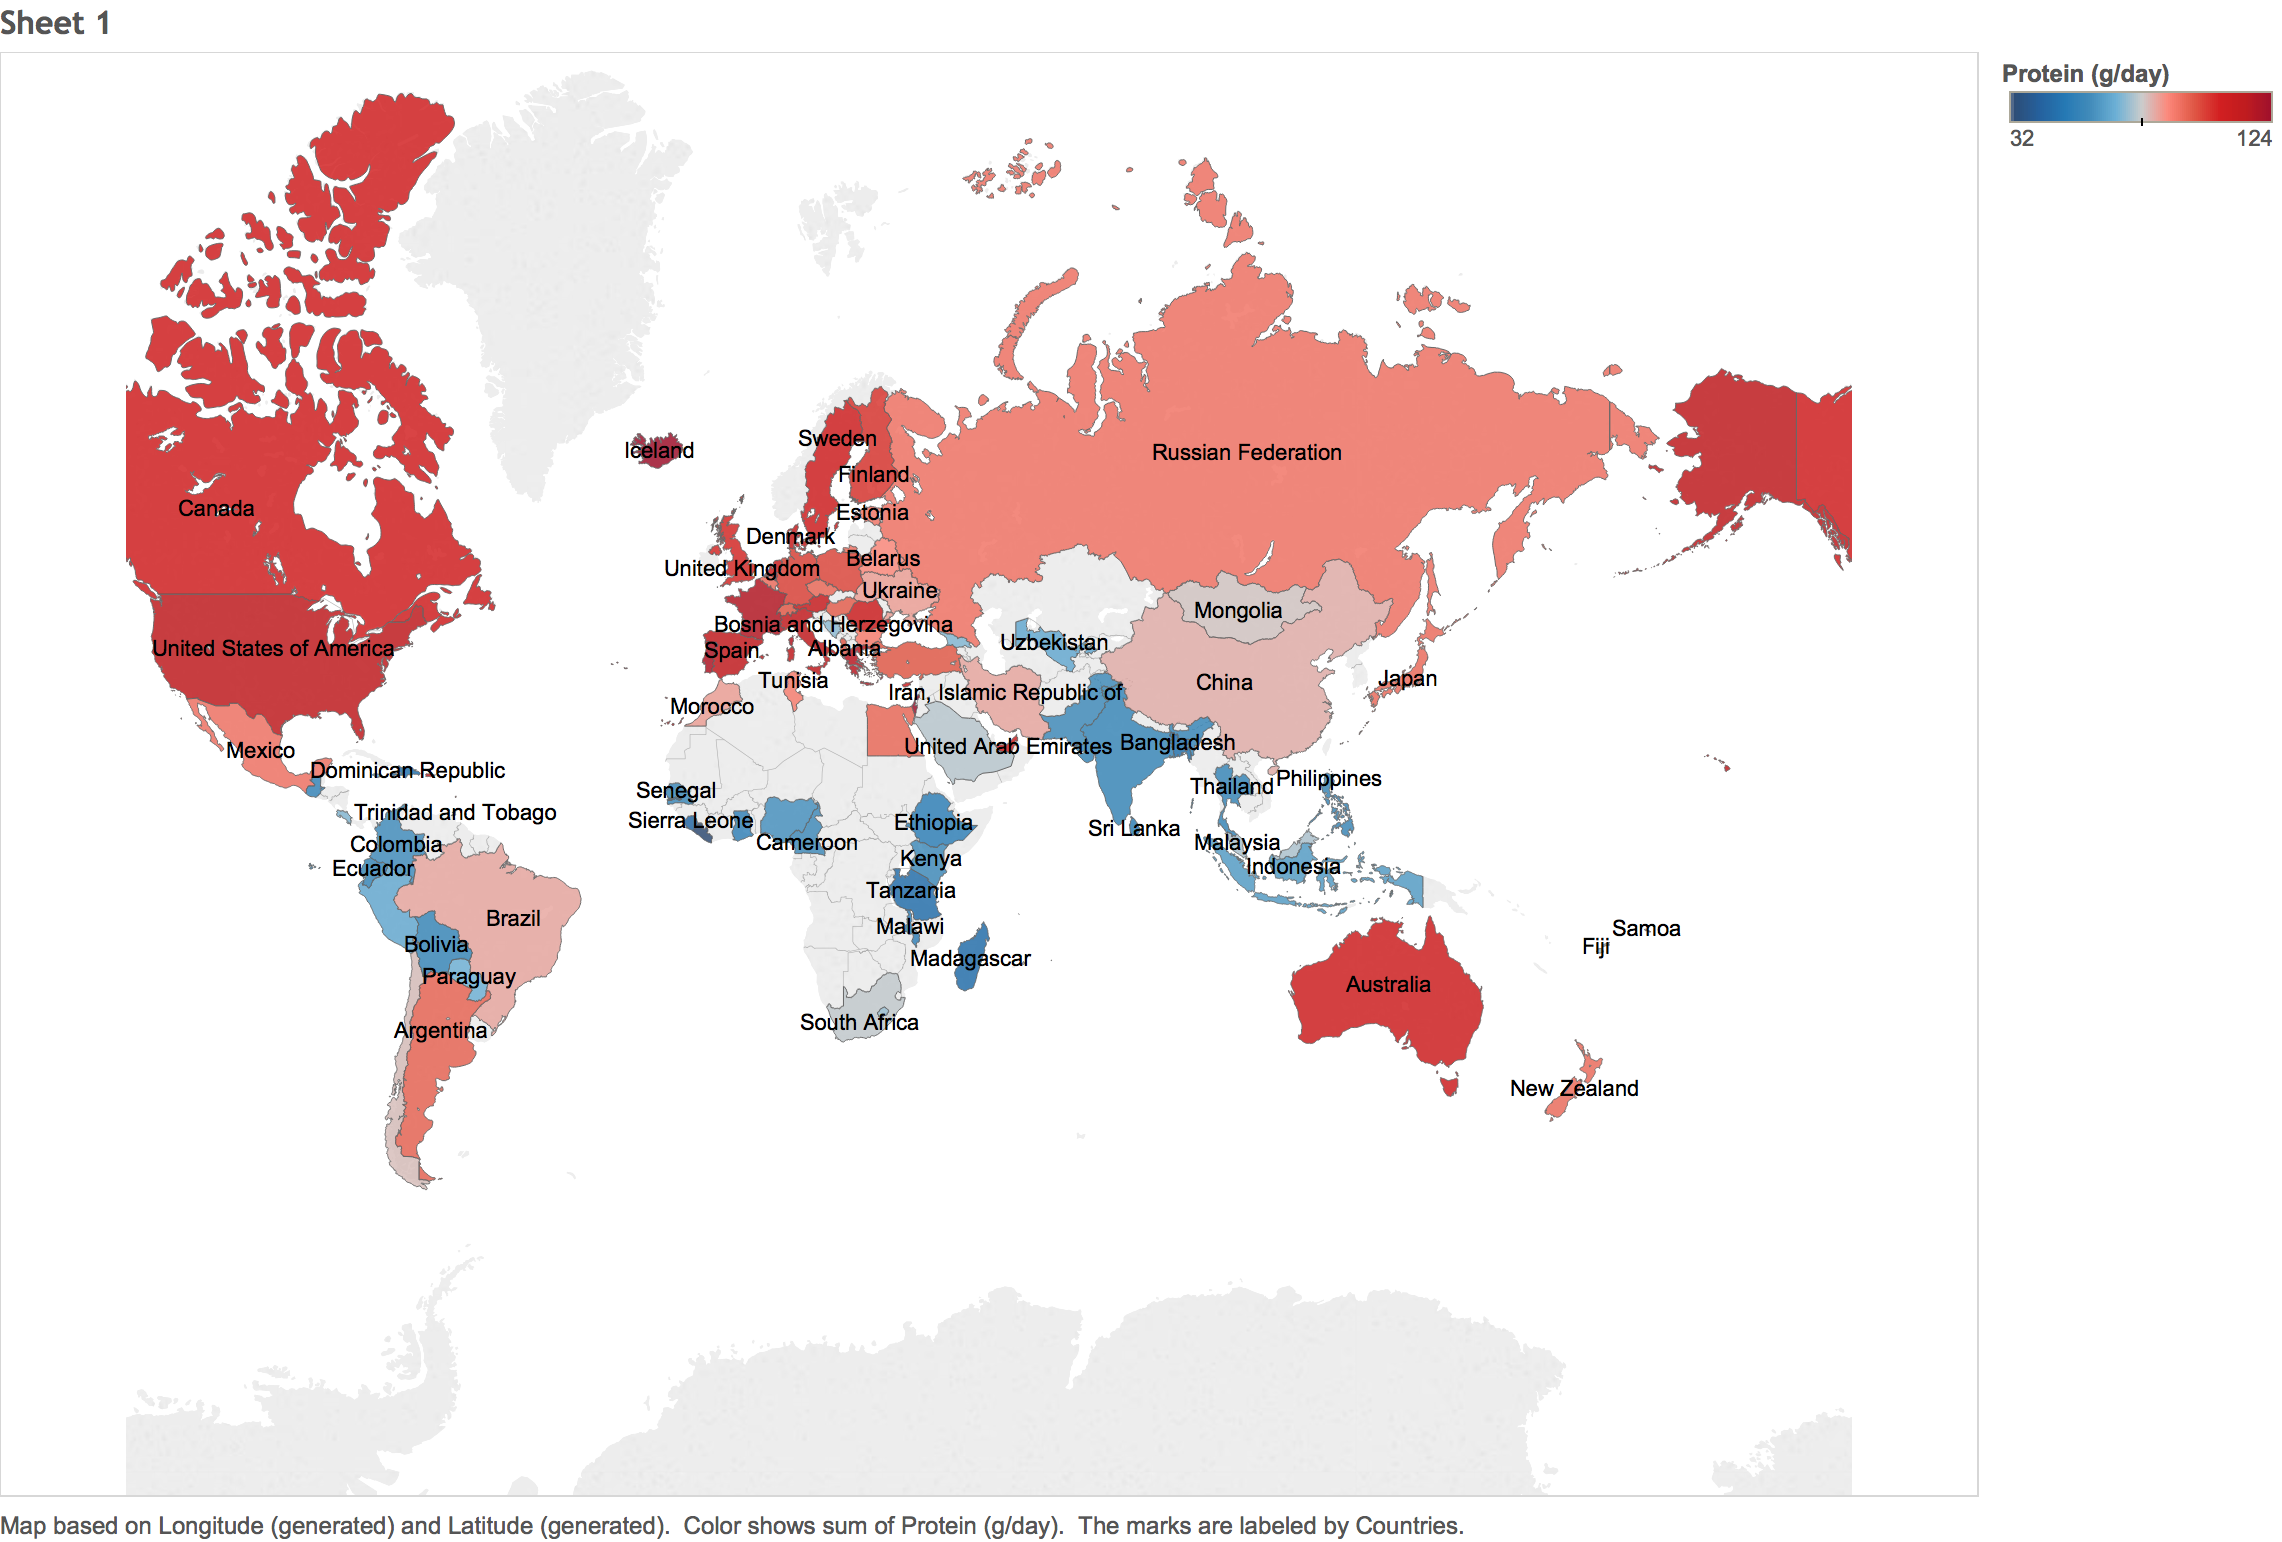 Sheet 1
Protein (g/day)
32 124
Iceland
Sweden
Russian Federation
Finland
Canada
Estonia
Denmark
Belarus
United Kingdom
Ukraine
Mongolia
Bosnia and Herzegovina
Uzbekistan
United States of America
Spain
Albania
Tunisia
China
Japan
Iran, Islamic Republic of
Morocco
Mexico
United Arab Emirates
Bangladesh
Dominican Republic
Philippines
Senegal
Thailand
Trinidad and Tobago
Sierra Leone
Ethiopia
Sri Lanka
Colombia
Cameroon
Malaysia
Ecuador
Kenya
Indonesia
Tanzania
Brazil
Malawi
Samoa
Bolivia
Fiji
Madagascar
Paraguay
Australia
South Africa
Argentina
New Zealand
Map based on Longitude (generated) and Latitude (generated).  Color shows sum of Protein (g/day).  The marks are labeled by Countries.